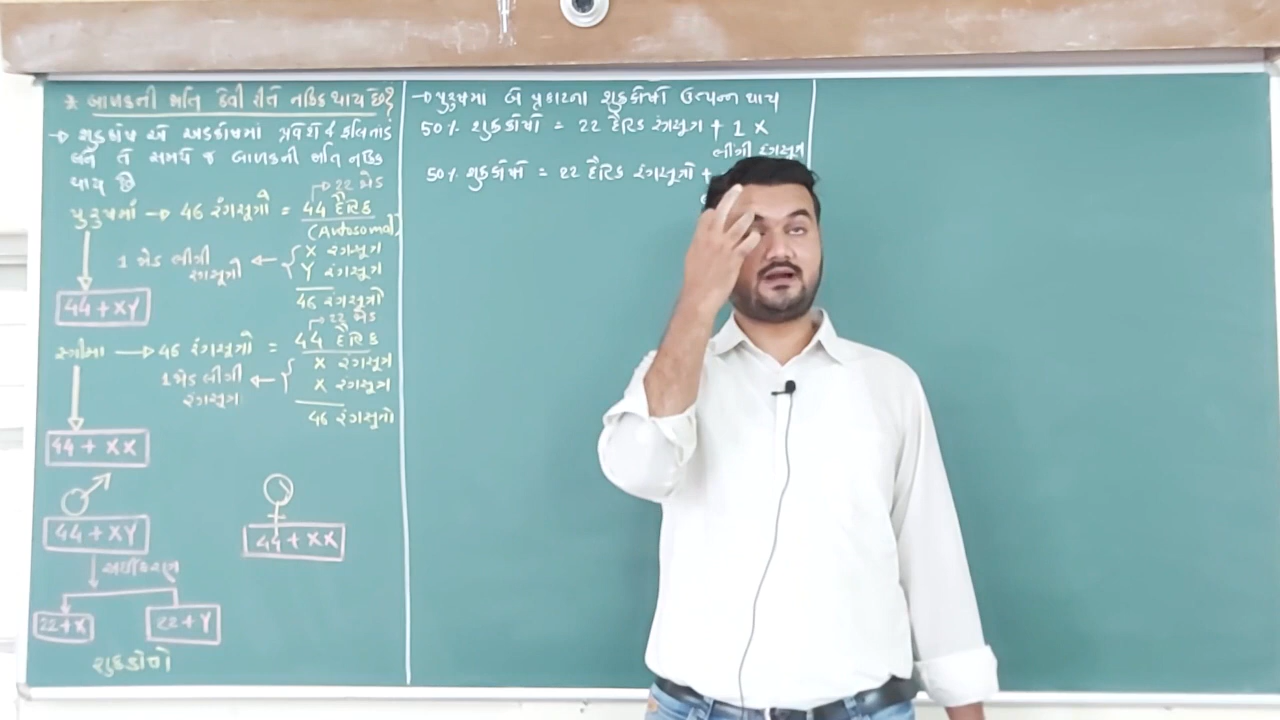 * બાળકની જાતિ કેવી રીતે નક્કિ થાય છે?
→ શુક્રકોષ એ અંડકોષમાં પ્રવેશે ફલિતાંડ
બને તે સમયે જ બાળકની જાતિ નક્કિ
થાય છે
→ 22 જોડ
પુરુષમાં → 46 રંગસૂત્રો = 44 દૈહિક
(Autosomal)
1 જોડ લીંગી રંગસૂત્રો ← { X રંગસૂત્ર
Y રંગસૂત્ર
46 રંગસૂત્રો
44 + XY
→ 22 જોડ
સ્ત્રીમાં → 46 રંગસૂત્રો = 44 દૈહિક
1 જોડ લીંગી રંગસૂત્ર ← { X રંગસૂત્ર
X રંગસૂત્ર
46 રંગસૂત્રો
44 + XX
♂ ♀
44 + XY 44 + XX
અર્ધીકરણ
22 + X 22 + Y
શુક્રકોષો
→ પુરુષમાં બે પ્રકારના શુક્રકોષો ઉત્પન્ન થાય
50% શુક્રકોષો = 22 દૈહિક રંગસૂત્ર + 1 X
લીંગી રંગસૂત્ર
50% શુક્રકોષો = 22 દૈહિક રંગસૂત્રો +